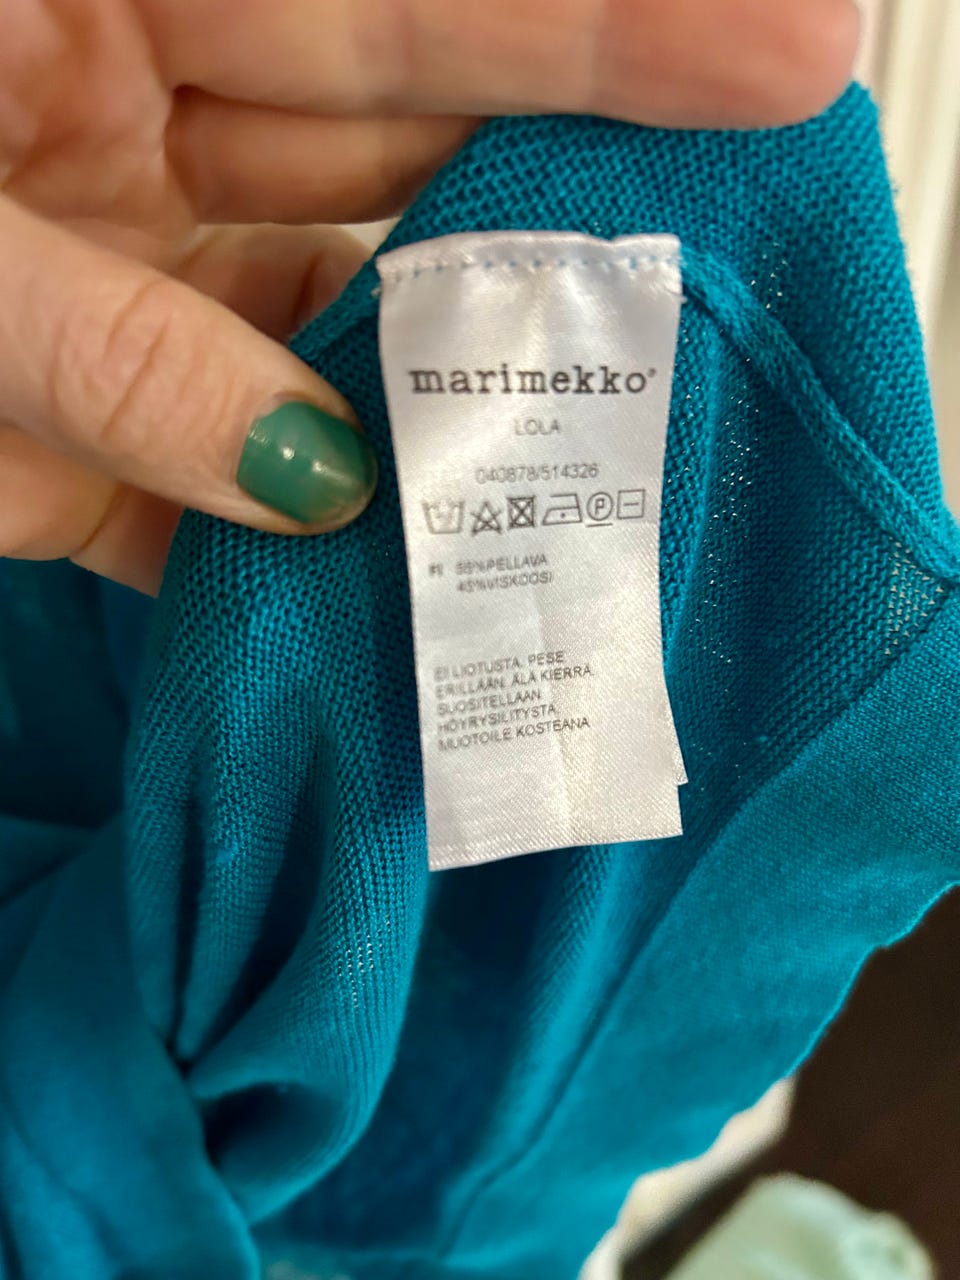 marimekko®
LOLA
040878/514326
P
FI 55%PELLAVA
45%VISKOOSI
EI LIOTUSTA. PESE
ERILLÄÄN. ÄLÄ KIERRÄ.
SUOSITELLAAN
HÖYRYSILITYSTÄ.
MUOTOILE KOSTEANA